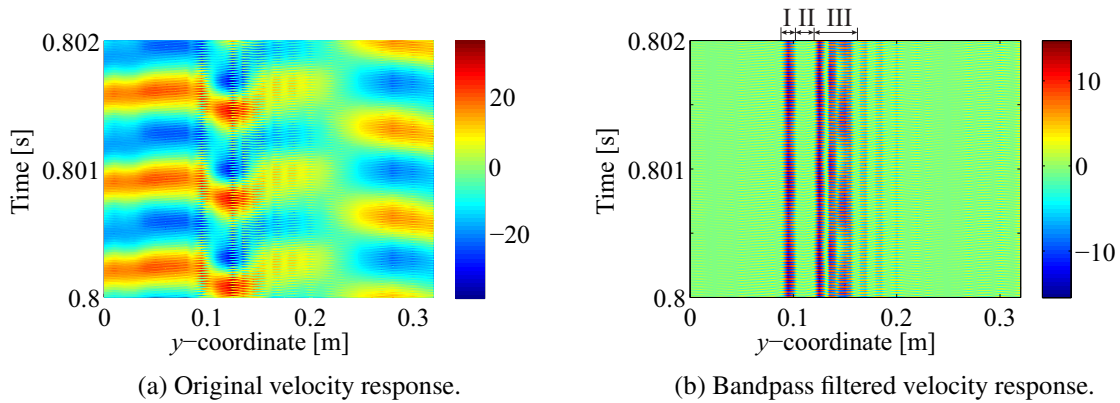 I II III
0.802
0.801
0.8
Time [s]
0 0.1 0.2 0.3
y−coordinate [m]
20
0
−20
(a) Original velocity response.
0.802
0.801
0.8
Time [s]
0 0.1 0.2 0.3
y−coordinate [m]
10
0
−10
(b) Bandpass filtered velocity response.